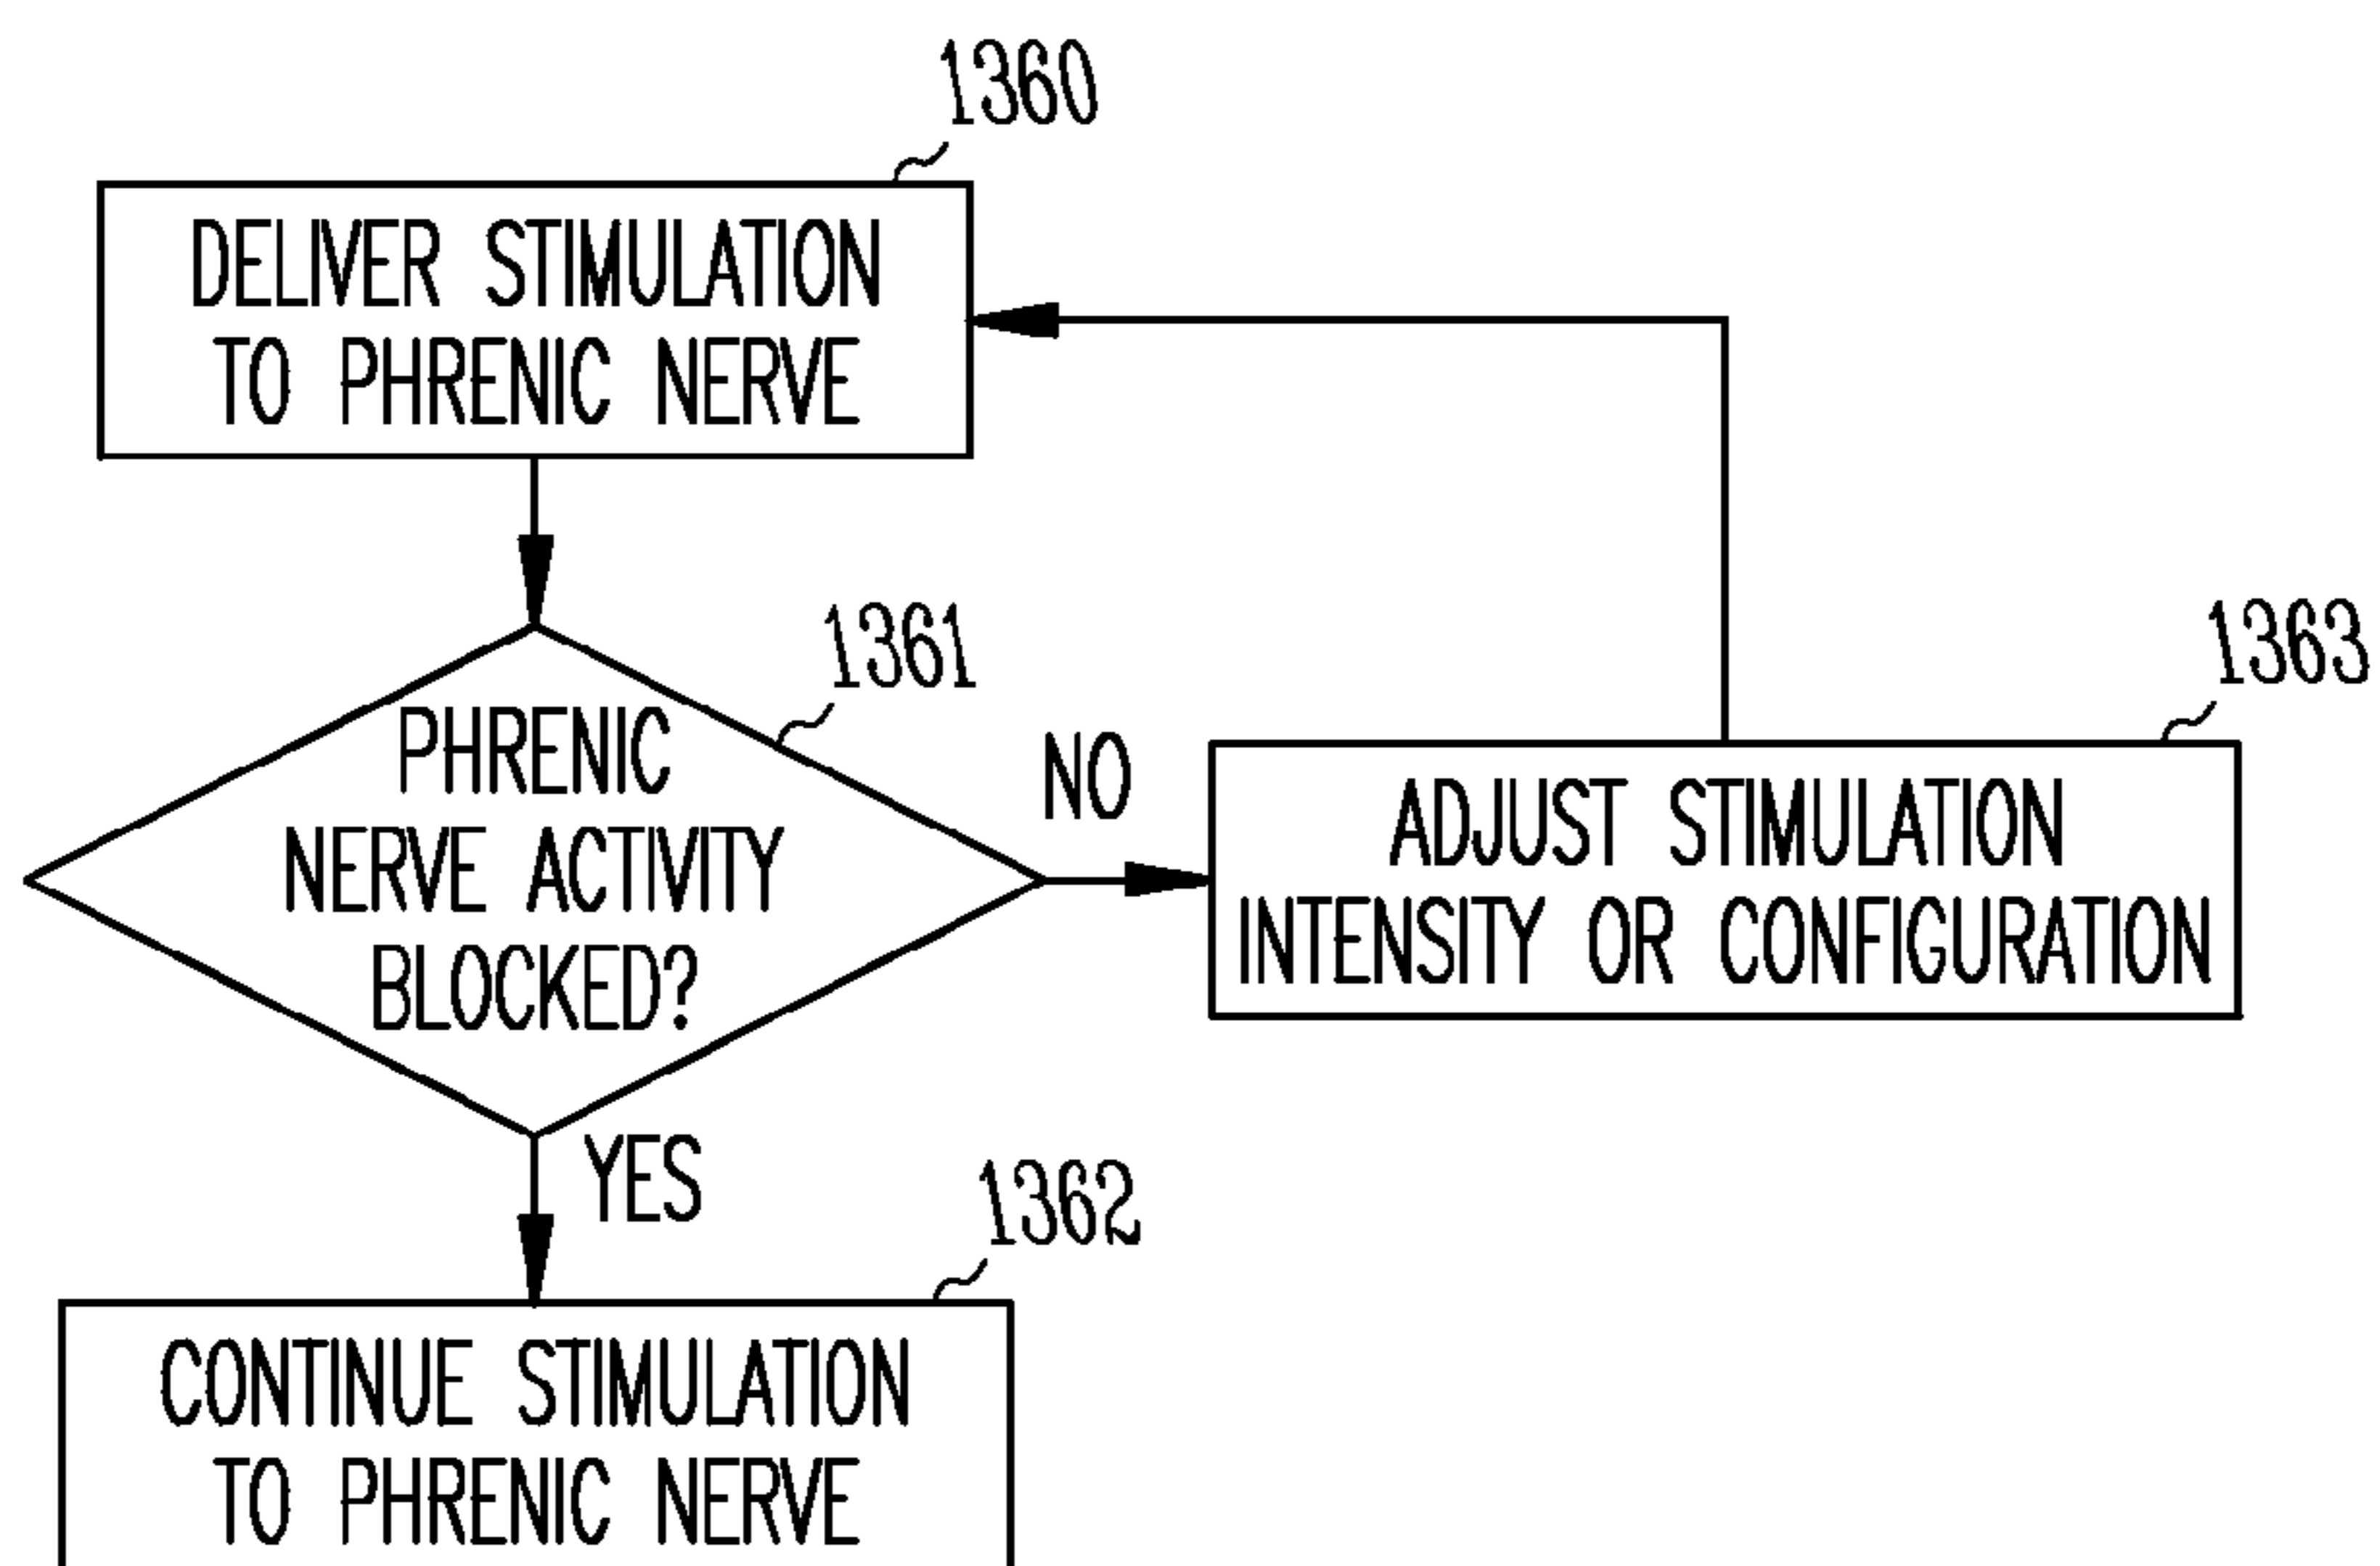 1360
DELIVER STIMULATION
TO PHRENIC NERVE
1361
PHRENIC
NERVE ACTIVITY
BLOCKED?
NO
1363
ADJUST STIMULATION
INTENSITY OR CONFIGURATION
YES
1362
CONTINUE STIMULATION
TO PHRENIC NERVE